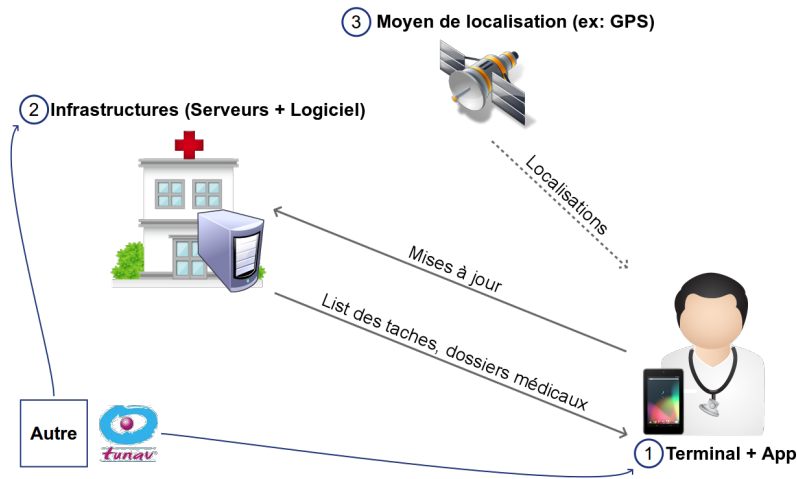 3 Moyen de localisation (ex: GPS)
2 Infrastructures (Serveurs + Logiciel)
Localisations
Mises à jour
List des taches, dossiers médicaux
Autre
tunav
1 Terminal + App